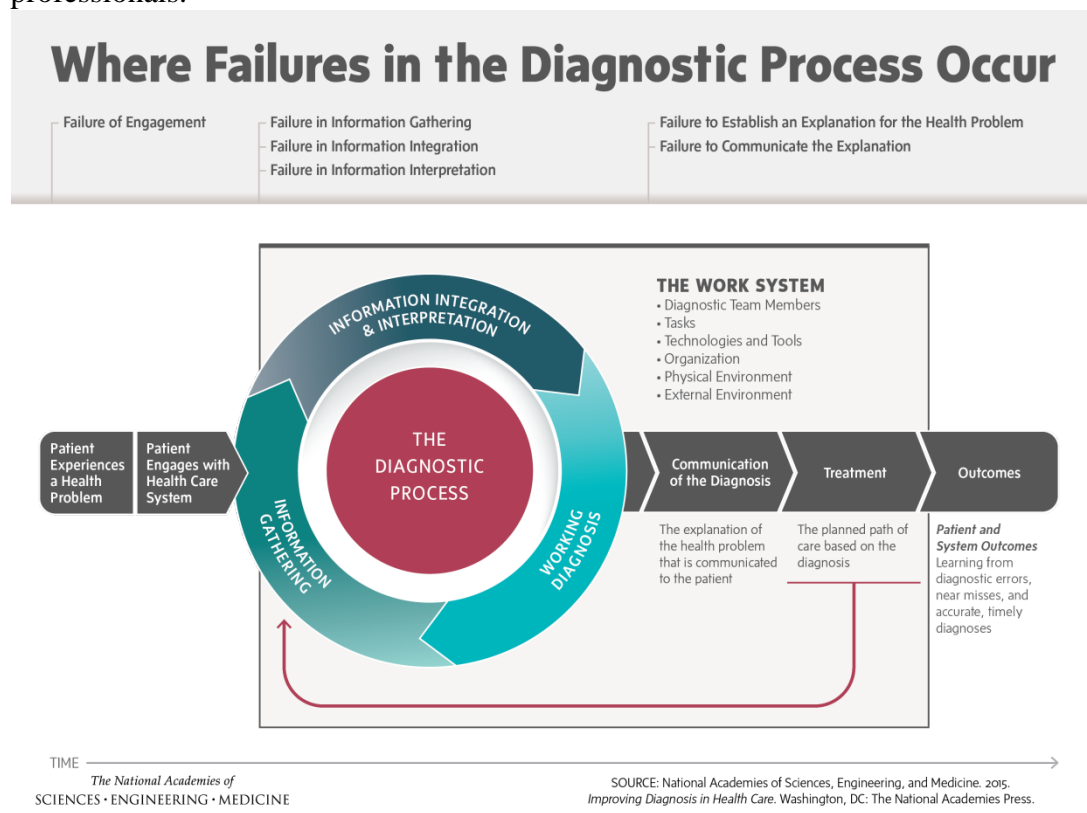 professionals.
Where Failures in the Diagnostic Process Occur
Failure of Engagement
Failure in Information Gathering
Failure in Information Integration
Failure in Information Interpretation
Failure to Establish an Explanation for the Health Problem
Failure to Communicate the Explanation
INFORMATION INTEGRATION
& INTERPRETATION
THE WORK SYSTEM
• Diagnostic Team Members
• Tasks
• Technologies and Tools
• Organization
• Physical Environment
• External Environment
Patient
Experiences
a Health
Problem
Patient
Engages with
Health Care
System
THE
DIAGNOSTIC
PROCESS
INFORMATION
GATHERING
WORKING
DIAGNOSIS
Communication
of the Diagnosis
Treatment
Outcomes
The explanation of
the health problem
that is communicated
to the patient
The planned path of
care based on the
diagnosis
Patient and
System Outcomes
Learning from
diagnostic errors,
near misses, and
accurate, timely
diagnoses
TIME
The National Academies of
SCIENCES • ENGINEERING • MEDICINE
SOURCE: National Academies of Sciences, Engineering, and Medicine. 2015.
Improving Diagnosis in Health Care. Washington, DC: The National Academies Press.